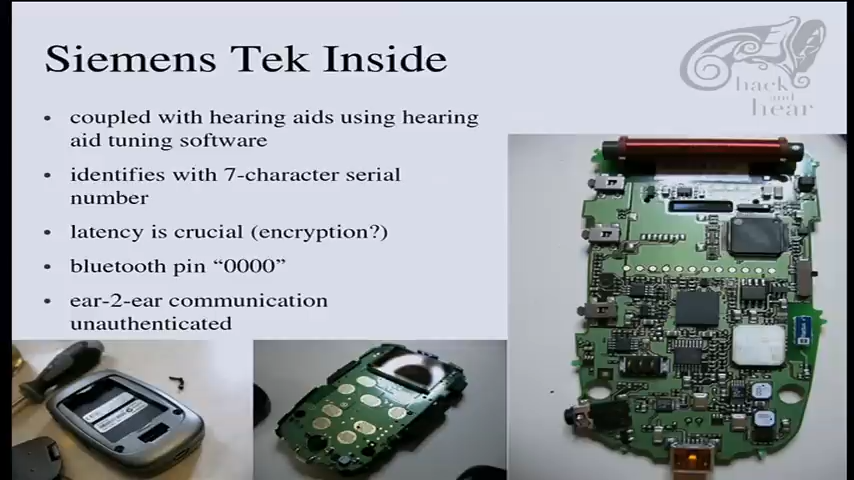 Siemens Tek Inside
hack
and
hear
• coupled with hearing aids using hearing
aid tuning software
• identifies with 7-character serial
number
• latency is crucial (encryption?)
• bluetooth pin “0000”
• ear-2-ear communication
unauthenticated